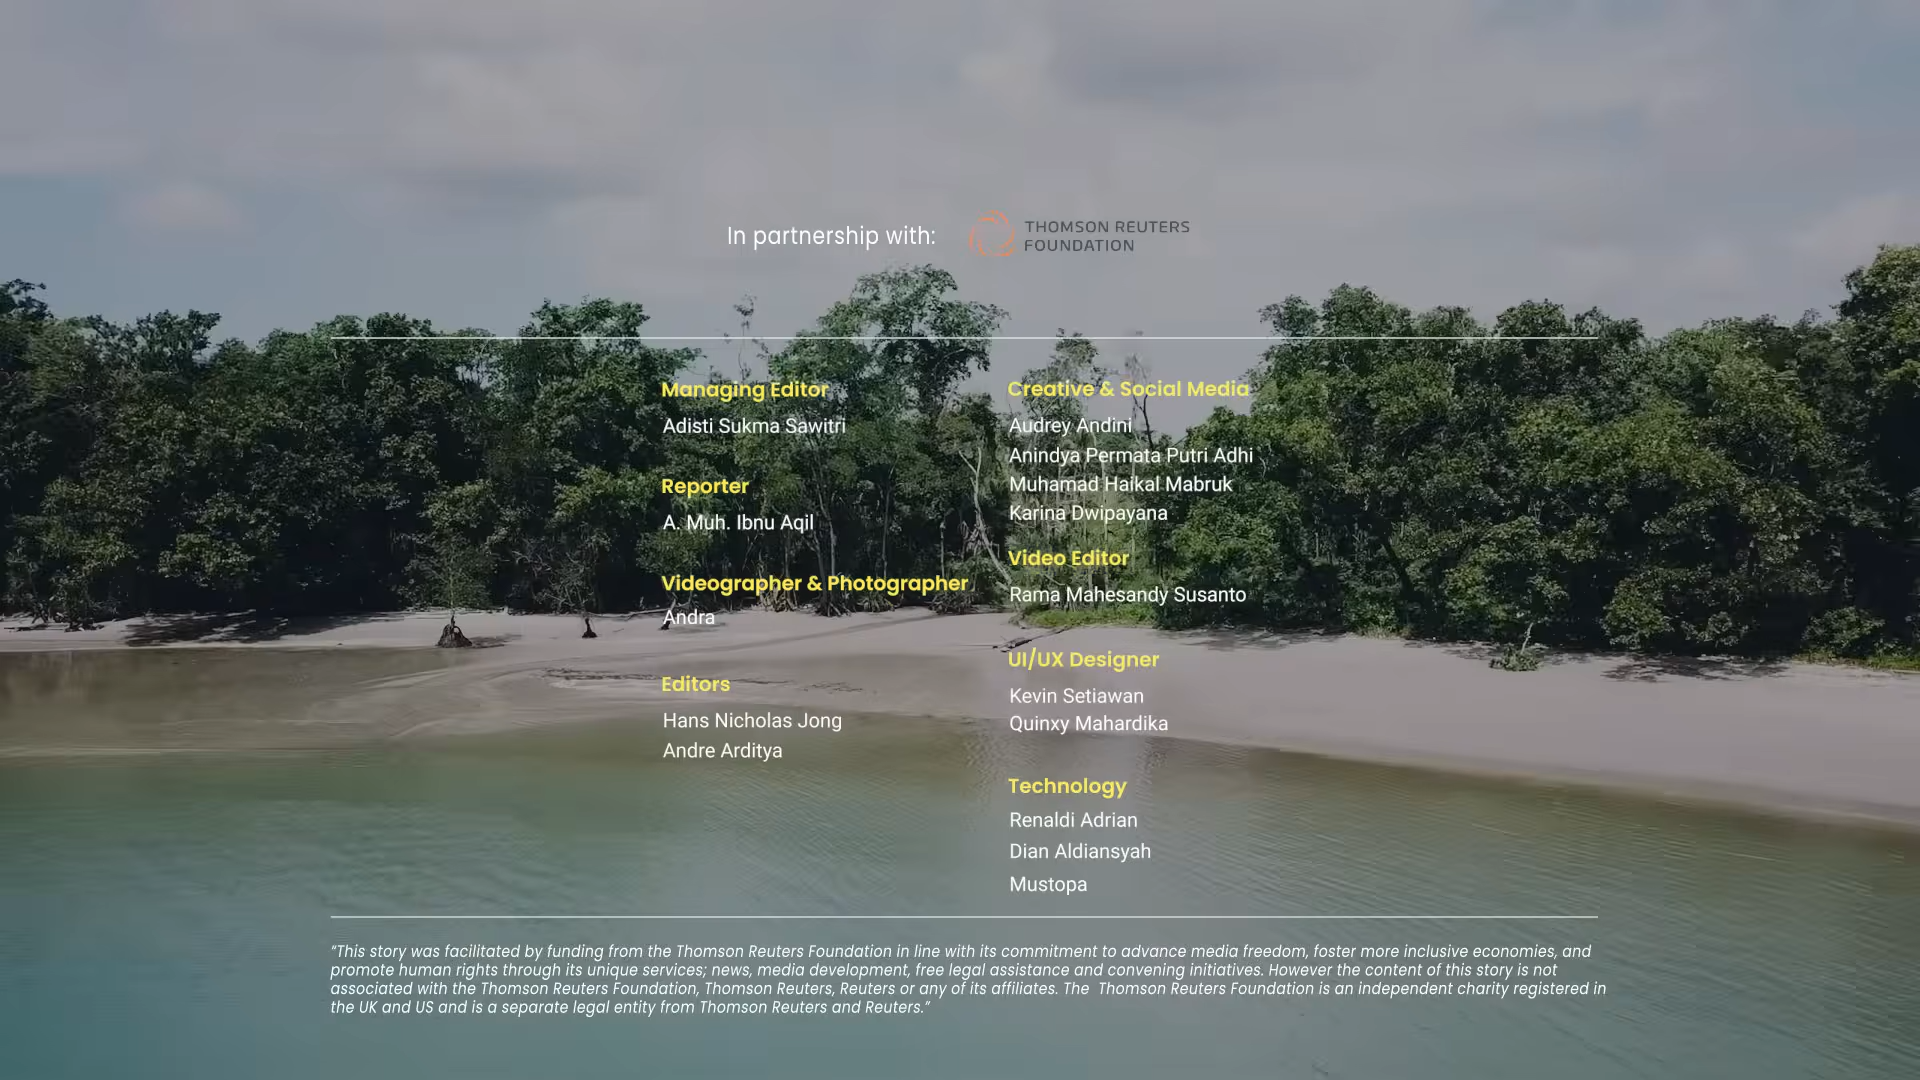 In partnership with:
THOMSON REUTERS
FOUNDATION
Managing Editor
Adisti Sukma Sawitri
Reporter
A. Muh. Ibnu Aqil
Videographer & Photographer
Andra
Editors
Hans Nicholas Jong
Andre Arditya
Creative & Social Media
Audrey Andini
Anindya Permata Putri Adhi
Muhamad Haikal Mabruk
Karina Dwipayana
Video Editor
Rama Mahesandy Susanto
UI/UX Designer
Kevin Setiawan
Quinxy Mahardika
Technology
Renaldi Adrian
Dian Aldiansyah
Mustopa
“This story was facilitated by funding from the Thomson Reuters Foundation in line with its commitment to advance media freedom, foster more inclusive economies, and
promote human rights through its unique services; news, media development, free legal assistance and convening initiatives. However the content of this story is not
associated with the Thomson Reuters Foundation, Thomson Reuters, Reuters or any of its affiliates. The  Thomson Reuters Foundation is an independent charity registered in
the UK and US and is a separate legal entity from Thomson Reuters and Reuters.”